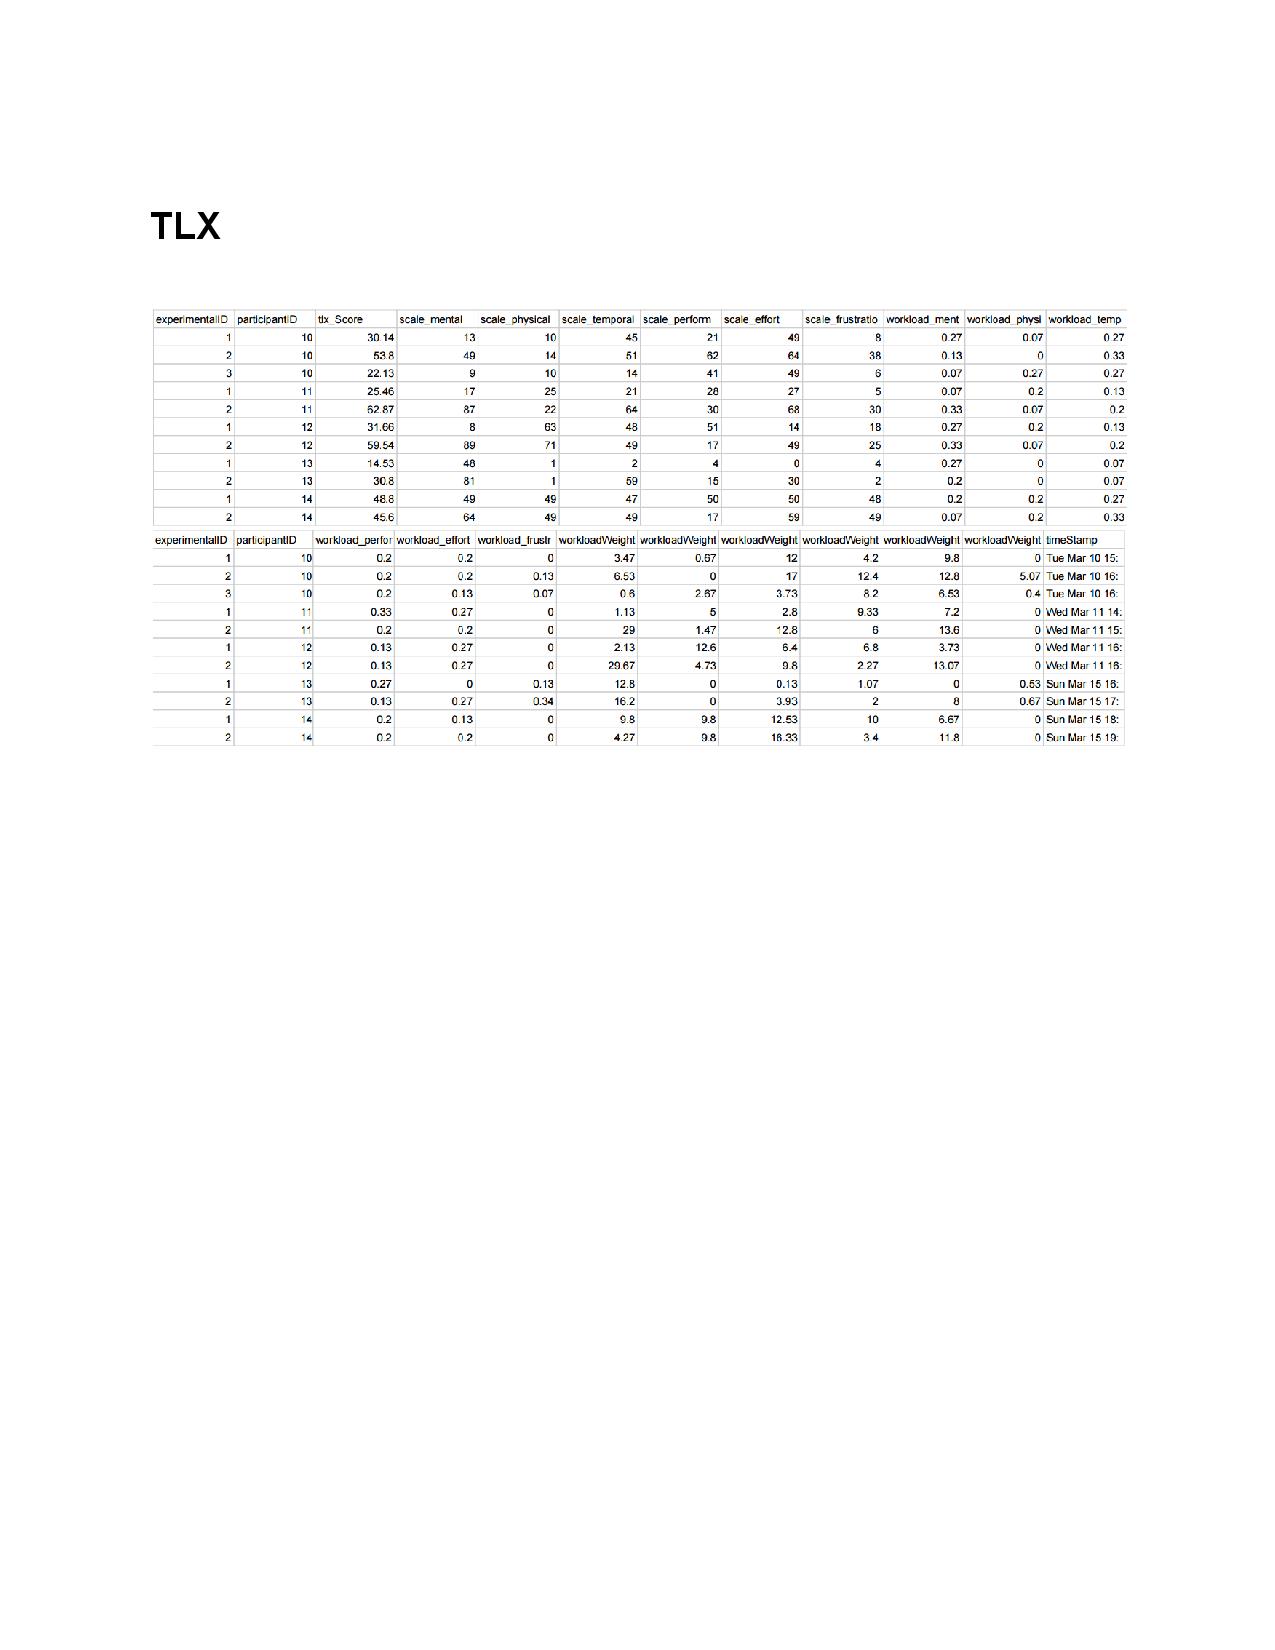 TLX
experimentalID participantID tlx_Score scale_mental scale_physical scale_temporal scale_perform scale_effort scale_frustratio workload_ment workload_physi workload_temp
1 10 30.14 13 10 45 21 49 8 0.27 0.07 0.27
2 10 53.8 49 14 51 62 64 38 0.13 0 0.33
3 10 22.13 9 10 14 41 49 6 0.07 0.27 0.27
1 11 25.46 17 25 21 28 27 5 0.07 0.2 0.13
2 11 62.87 87 22 64 30 68 30 0.33 0.07 0.2
1 12 31.66 8 63 48 51 14 18 0.27 0.2 0.13
2 12 59.54 89 71 49 17 49 25 0.33 0.07 0.2
1 13 14.53 48 1 2 4 0 4 0.27 0 0.07
2 13 30.8 81 1 59 15 30 2 0.2 0 0.07
1 14 48.8 49 49 47 50 50 48 0.2 0.2 0.27
2 14 45.6 64 49 49 17 59 49 0.07 0.2 0.33
experimentalID participantID workload_perfor workload_effort workload_frustr workloadWeight workloadWeight workloadWeight workloadWeight workloadWeight workloadWeight timeStamp
1 10 0.2 0.2 0 3.47 0.67 12 4.2 9.8 0 Tue Mar 10 15:
2 10 0.2 0.2 0.13 6.53 0 17 12.4 12.8 5.07 Tue Mar 10 16:
3 10 0.2 0.13 0.07 0.6 2.67 3.73 8.2 6.53 0.4 Tue Mar 10 16:
1 11 0.33 0.27 0 1.13 5 2.8 9.33 7.2 0 Wed Mar 11 14:
2 11 0.2 0.2 0 29 1.47 12.8 6 13.6 0 Wed Mar 11 15:
1 12 0.13 0.27 0 2.13 12.6 6.4 6.8 3.73 0 Wed Mar 11 16:
2 12 0.13 0.27 0 29.67 4.73 9.8 2.27 13.07 0 Wed Mar 11 16:
1 13 0.27 0 0.13 12.8 0 0.13 1.07 0 0.53 Sun Mar 15 16:
2 13 0.13 0.27 0.34 16.2 0 3.93 2 8 0.67 Sun Mar 15 17:
1 14 0.2 0.13 0 9.8 9.8 12.53 10 6.67 0 Sun Mar 15 18:
2 14 0.2 0.2 0 4.27 9.8 16.33 3.4 11.8 0 Sun Mar 15 19: